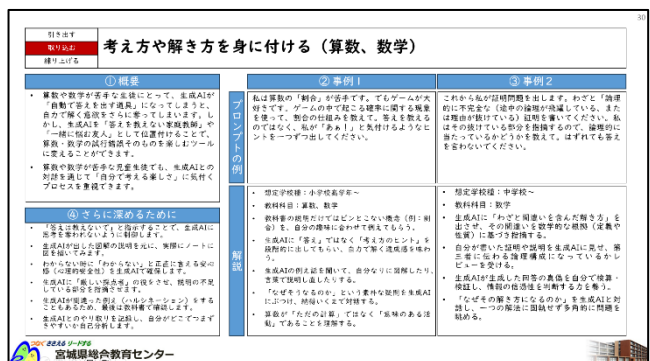 30
引き出す
取り込む
繰り上げる
考え方や解き方を身に付ける（算数、数学）
① 概要
• 算数や数学が苦手な生徒にとって、生成AIが
「自動で答えを出す道具」になってしまうと、
自力で解く意欲をさらに奪ってしまいます。し
かし、生成AIを「答えを教えない家庭教師」や
「一緒に悩む友人」として位置付けることで、
算数・数学の試行錯誤そのものを楽しむツール
に変えることができます。
• 算数や数学が苦手な児童生徒でも、生成AIとの
対話を通じて「自分で考える楽しさ」に気付く
プロセスを重視できます。
④ さらに深めるために
• 「答えは教えないで」と指示することで、生成AIに
思考を奪われないように制御します。
• 生成AIが出した図解の説明を元に、実際にノートに
図を描いてみます。
• わからない時に「わからない」と正直に言える安心
感（心理的安全性）を生成AIで確保します。
• 生成AIに「厳しい採点者」の役をさせ、説明の不足
している部分を指摘させます。
• 生成AIが間違った例え（ハルシネーション）をする
こともあるため、最後は教科書で確認します。
• 生成AIとのやり取りを記録し、自分がどこでつまず
きやすいか自己分析します。
プロンプトの例
② 事例１
私は算数の「割合」が苦手です。でもゲームが大
好きです。ゲームの中で起こる確率に関する現象
を使って、割合の仕組みを教えて。答えを教える
のではなく、私が「あぁ！」と気付けるようなヒ
ントを一つずつ出してください。
③ 事例２
これから私が証明問題を出します。わざと「論理
的に不完全な（途中の論理が飛躍している、また
は理由が抜けている）証明を書いてください。私
はその抜けている部分を指摘するので、論理的に
当たっているかどうかを教えて。はずれても答え
を言わないでください。
解説
• 想定学校種：小学校高学年～
• 教科科目：算数、数学
• 教科書の説明だけではピンとこない概念（例：割
合）を、自分の趣味に合わせて例えてもらう。
• 生成AIに「答え」ではなく「考え方のヒント」を
段階的に出してもらい、自力で解く達成感を味わ
う。
• 生成AIの例え話を聞いて、自分なりに図解したり、
言葉で説明し直したりする。
• 「なぜそうなるのか」という素朴な疑問を生成AI
にぶつけ、納得いくまで対話する。
• 算数が「ただの計算」ではなく「意味のある活
動」であることを理解する。
• 想定学校種：中学校～
• 教科科目：数学
• 生成AIに「わざと間違いを含んだ解き方」を
出させ、その間違いを数学的な根拠（定義や
性質）に基づき指摘する。
• 自分が書いた証明や説明を生成AIに見せ、第
三者に伝わる論理構成になっているかレ
ビューを受ける。
• 生成AIが生成した回答の真偽を自分で検算・
検証し、情報の信憑性を判断する力を養う。
• 「なぜその解き方になるのか」を生成AIと対
話し、一つの解法に固執せず多角的に問題を
眺める。
つなぐ ささえる リードする
宮城県総合教育センター